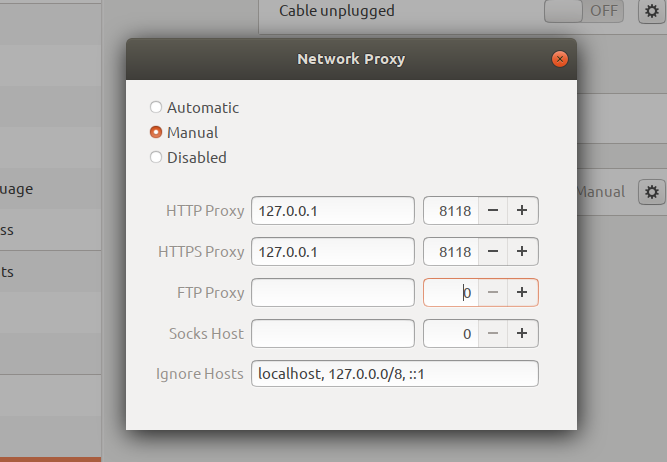 Cable unplugged
OFF
Network Proxy
Automatic
Manual
Disabled
uage
HTTP Proxy 127.0.0.1 8118 − +
Manual
ss
HTTPS Proxy 127.0.0.1 8118 − +
ts
FTP Proxy 0 − +
Socks Host 0 − +
Ignore Hosts localhost, 127.0.0.0/8, ::1